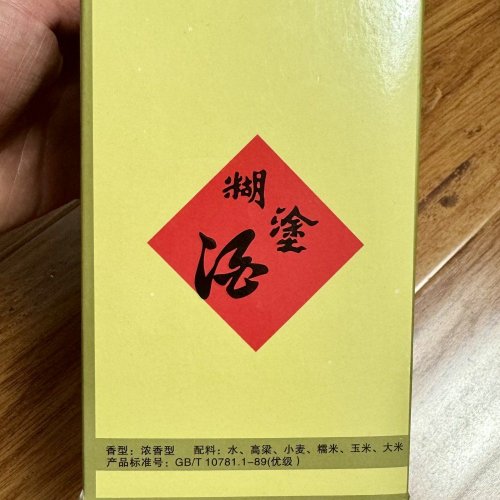 糊塗酒
香型：浓香型 配料：水、高粱、小麦、糯米、玉米、大米
产品标准号：GB/T 10781.1-89(优级）